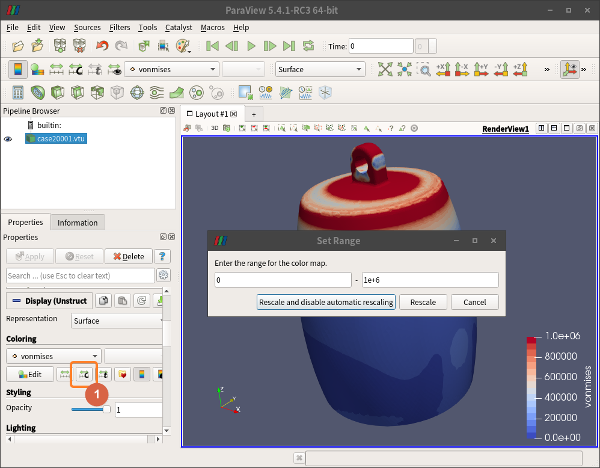 ParaView 5.4.1-RC3 64-bit
File Edit View Sources Filters Tools Catalyst Macros Help
Time: 0 0
vonmises Surface
+X -X +Y -Y +Z
Pipeline Browser
Layout #1
builtin:
case20001.vtu
3D RenderView1
Properties Information
Properties
Apply Reset Delete ?
Search ... (use Esc to clear text)
Display (Unstruct
Representation Surface
Coloring
vonmises
Edit
1
Styling
Opacity 1
Lighting
Set Range
Enter the range for the color map.
0 - 1e+6
Rescale and disable automatic rescaling Rescale Cancel
Z
Y
X
1.0e+06
800000
600000
400000
200000
0.0e+00
vonmises